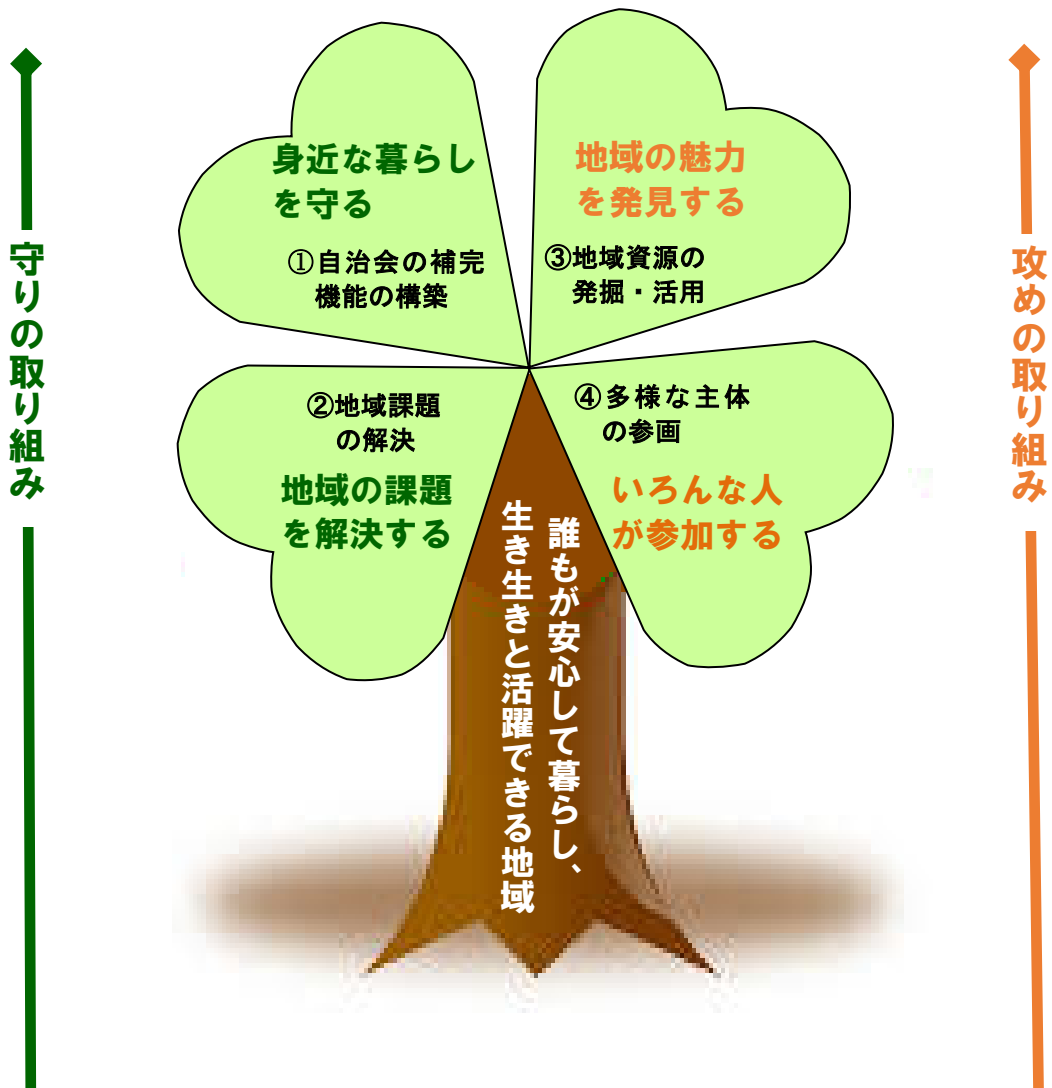 守りの取り組み
身近な暮らし
を守る
①自治会の補完
機能の構築
地域の魅力
を発見する
③地域資源の
発掘・活用
②地域課題
の解決
地域の課題
を解決する
④多様な主体
の参画
いろんな人
が参加する
誰もが安心して暮らし、
生き生きと活躍できる地域
攻めの取り組み